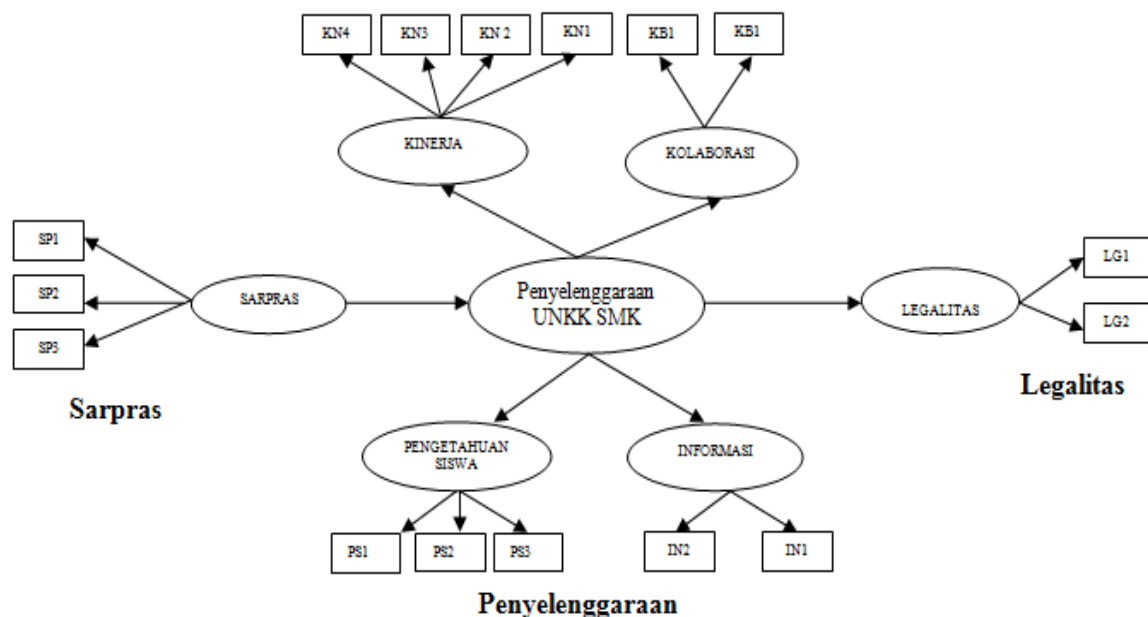 KN4
KN3
KN 2
KN1
KB1
KB1
KINERJA
KOLABORASI
SP1
SP2
SP3
SARPRAS
Penyelenggaraan
UNKK SMK
LEGALITAS
LG1
LG2
Sarpras
Legalitas
PENGETAHUAN
SISWA
INFORMASI
PS1
PS2
PS3
IN2
IN1
Penyelenggaraan